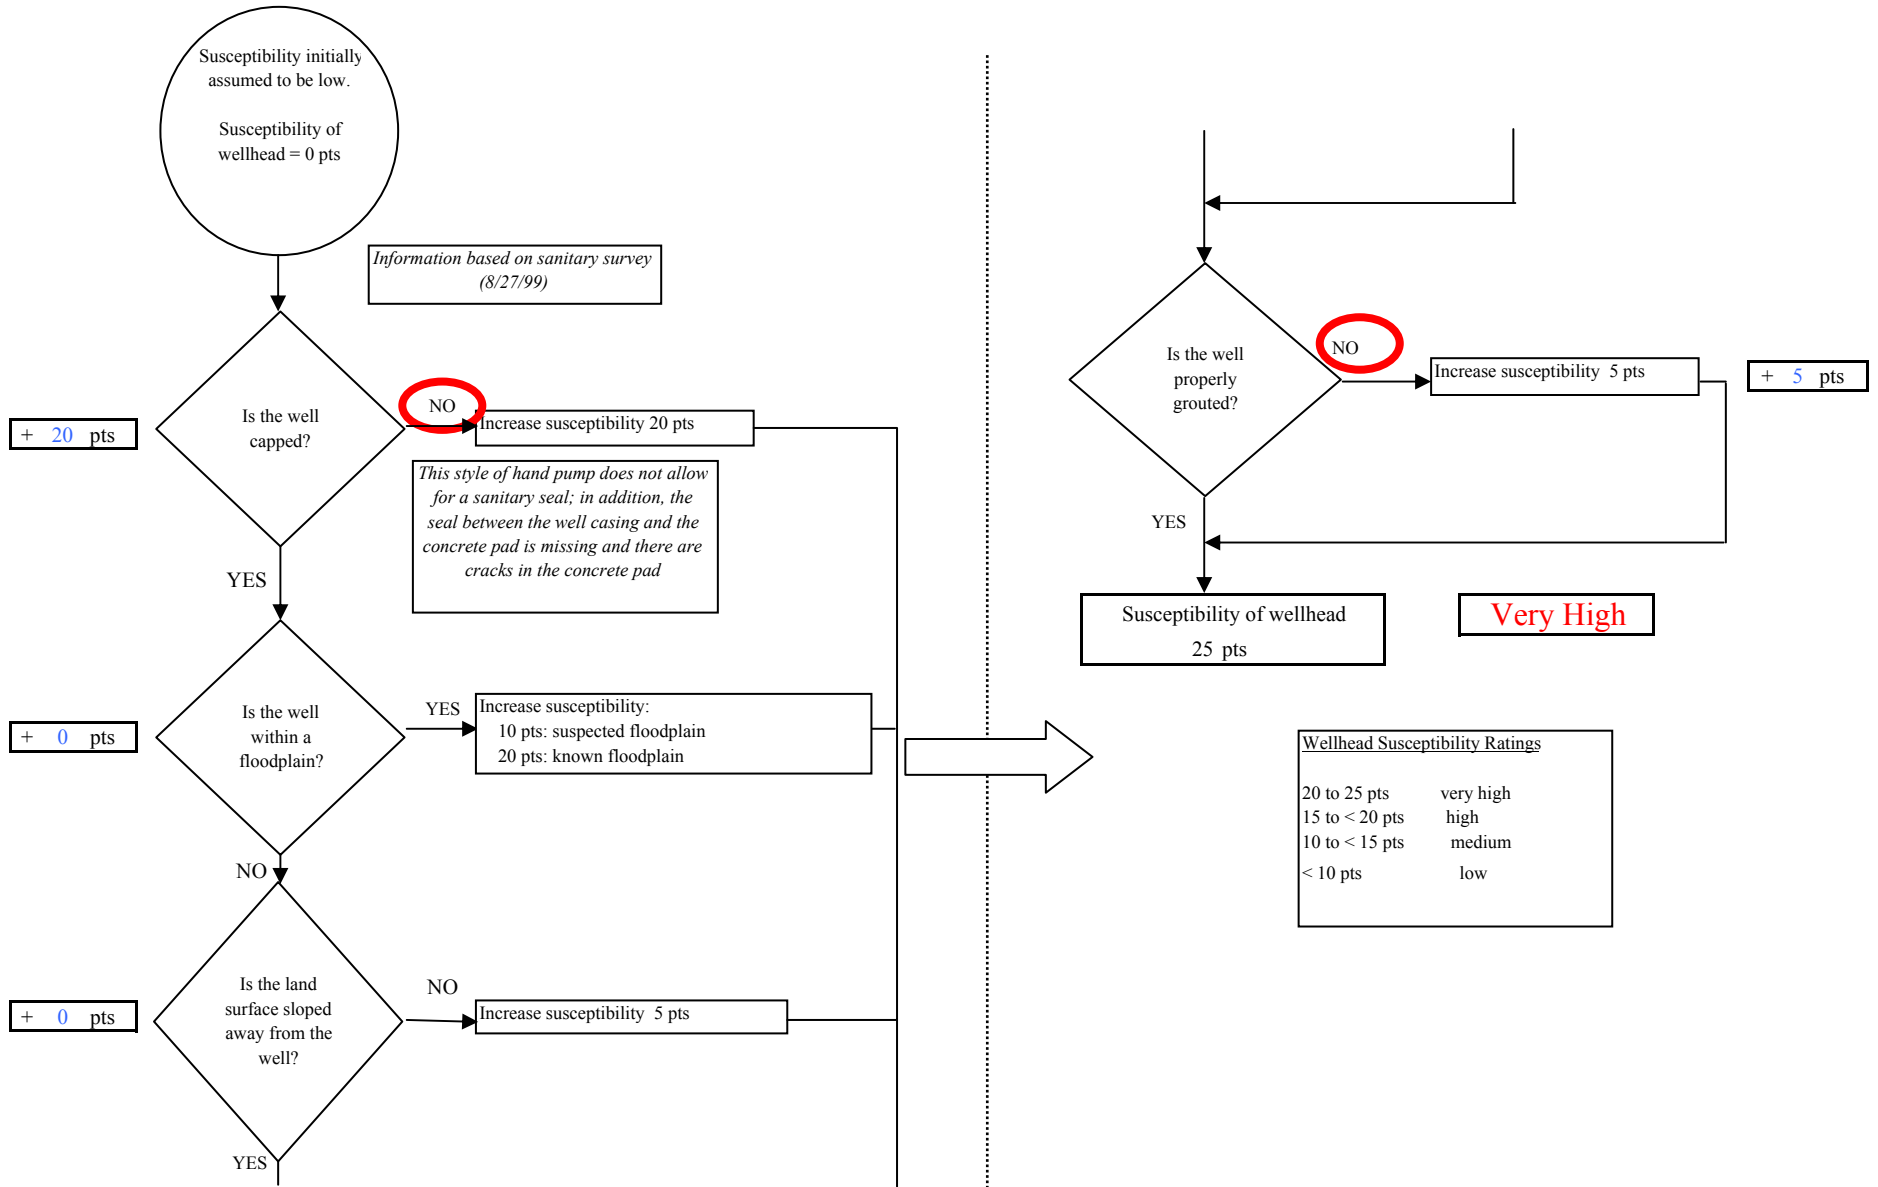 Susceptibility initially
assumed to be low.
Susceptibility of
wellhead = 0 pts
Information based on sanitary survey
(8/27/99)
+ 20 pts
Is the well
capped?
NO
Increase susceptibility 20 pts
This style of hand pump does not allow
for a sanitary seal; in addition, the
seal between the well casing and the
concrete pad is missing and there are
cracks in the concrete pad
YES
+ 0 pts
Is the well
within a
floodplain?
YES
Increase susceptibility:
10 pts: suspected floodplain
20 pts: known floodplain
NO
+ 0 pts
Is the land
surface sloped
away from the
well?
NO
Increase susceptibility 5 pts
YES
Is the well
properly
grouted?
NO
Increase susceptibility 5 pts
+ 5 pts
YES
Susceptibility of wellhead
25 pts
Very High
Wellhead Susceptibility Ratings
20 to 25 pts very high
15 to < 20 pts high
10 to < 15 pts medium
< 10 pts low